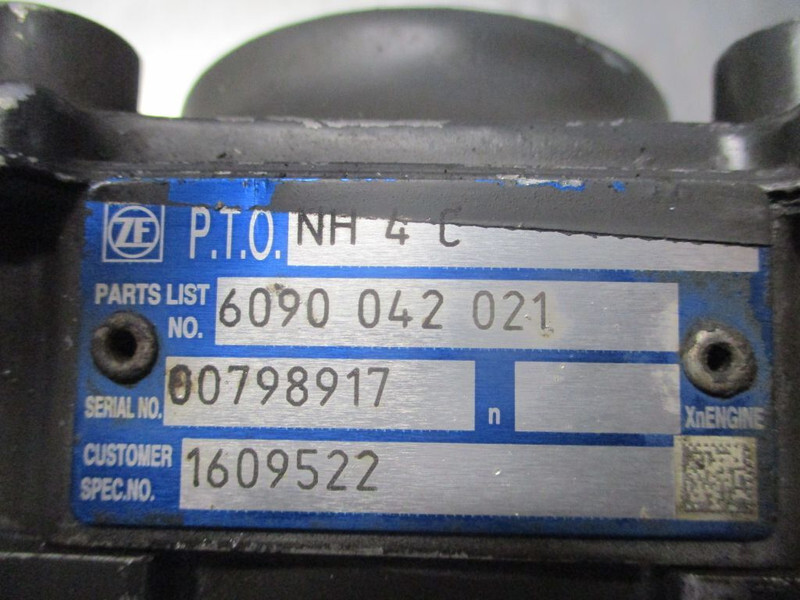 ZF P.T.O. NH 4 C
PARTS LIST NO. 6090 042 021
SERIAL NO. 00798917 n XnENGINE
CUSTOMER SPEC.NO. 1609522